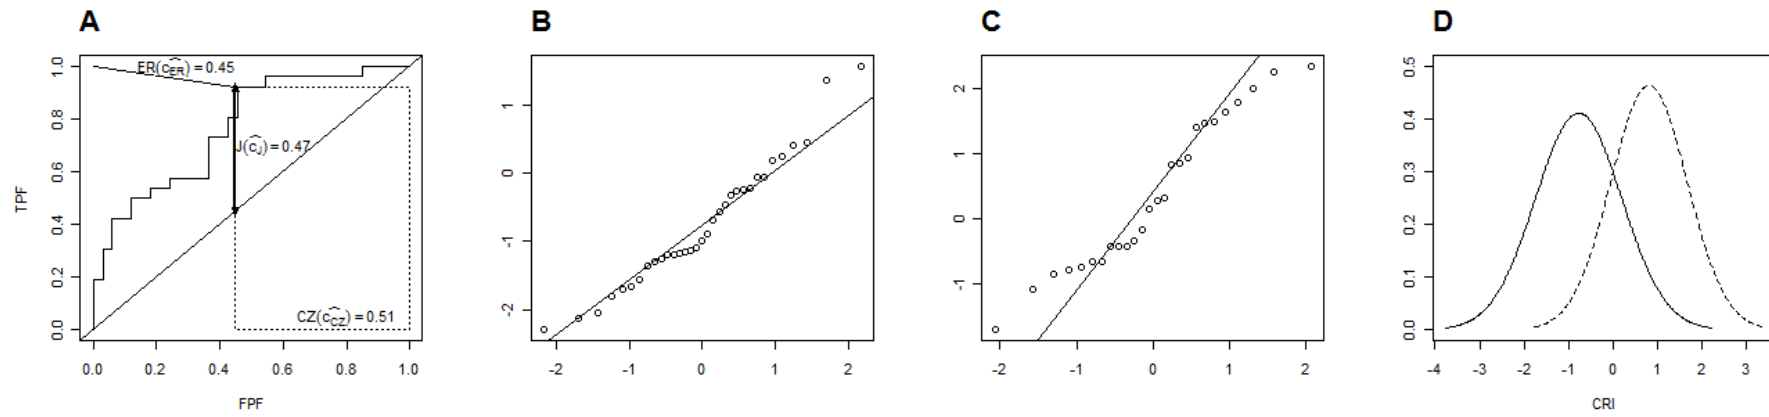 A
B
C
D
ER(ĉ_ER) = 0.45
J(ĉ_J) = 0.47
CZ(ĉ_CZ) = 0.51
TPF
0.0 0.2 0.4 0.6 0.8 1.0
0.0 0.2 0.4 0.6 0.8 1.0
FPF
-2 -1 0 1
-2 -1 0 1 2
-1 0 1 2
-2 -1 0 1 2
0.0 0.1 0.2 0.3 0.4 0.5
-4 -3 -2 -1 0 1 2 3
CRI